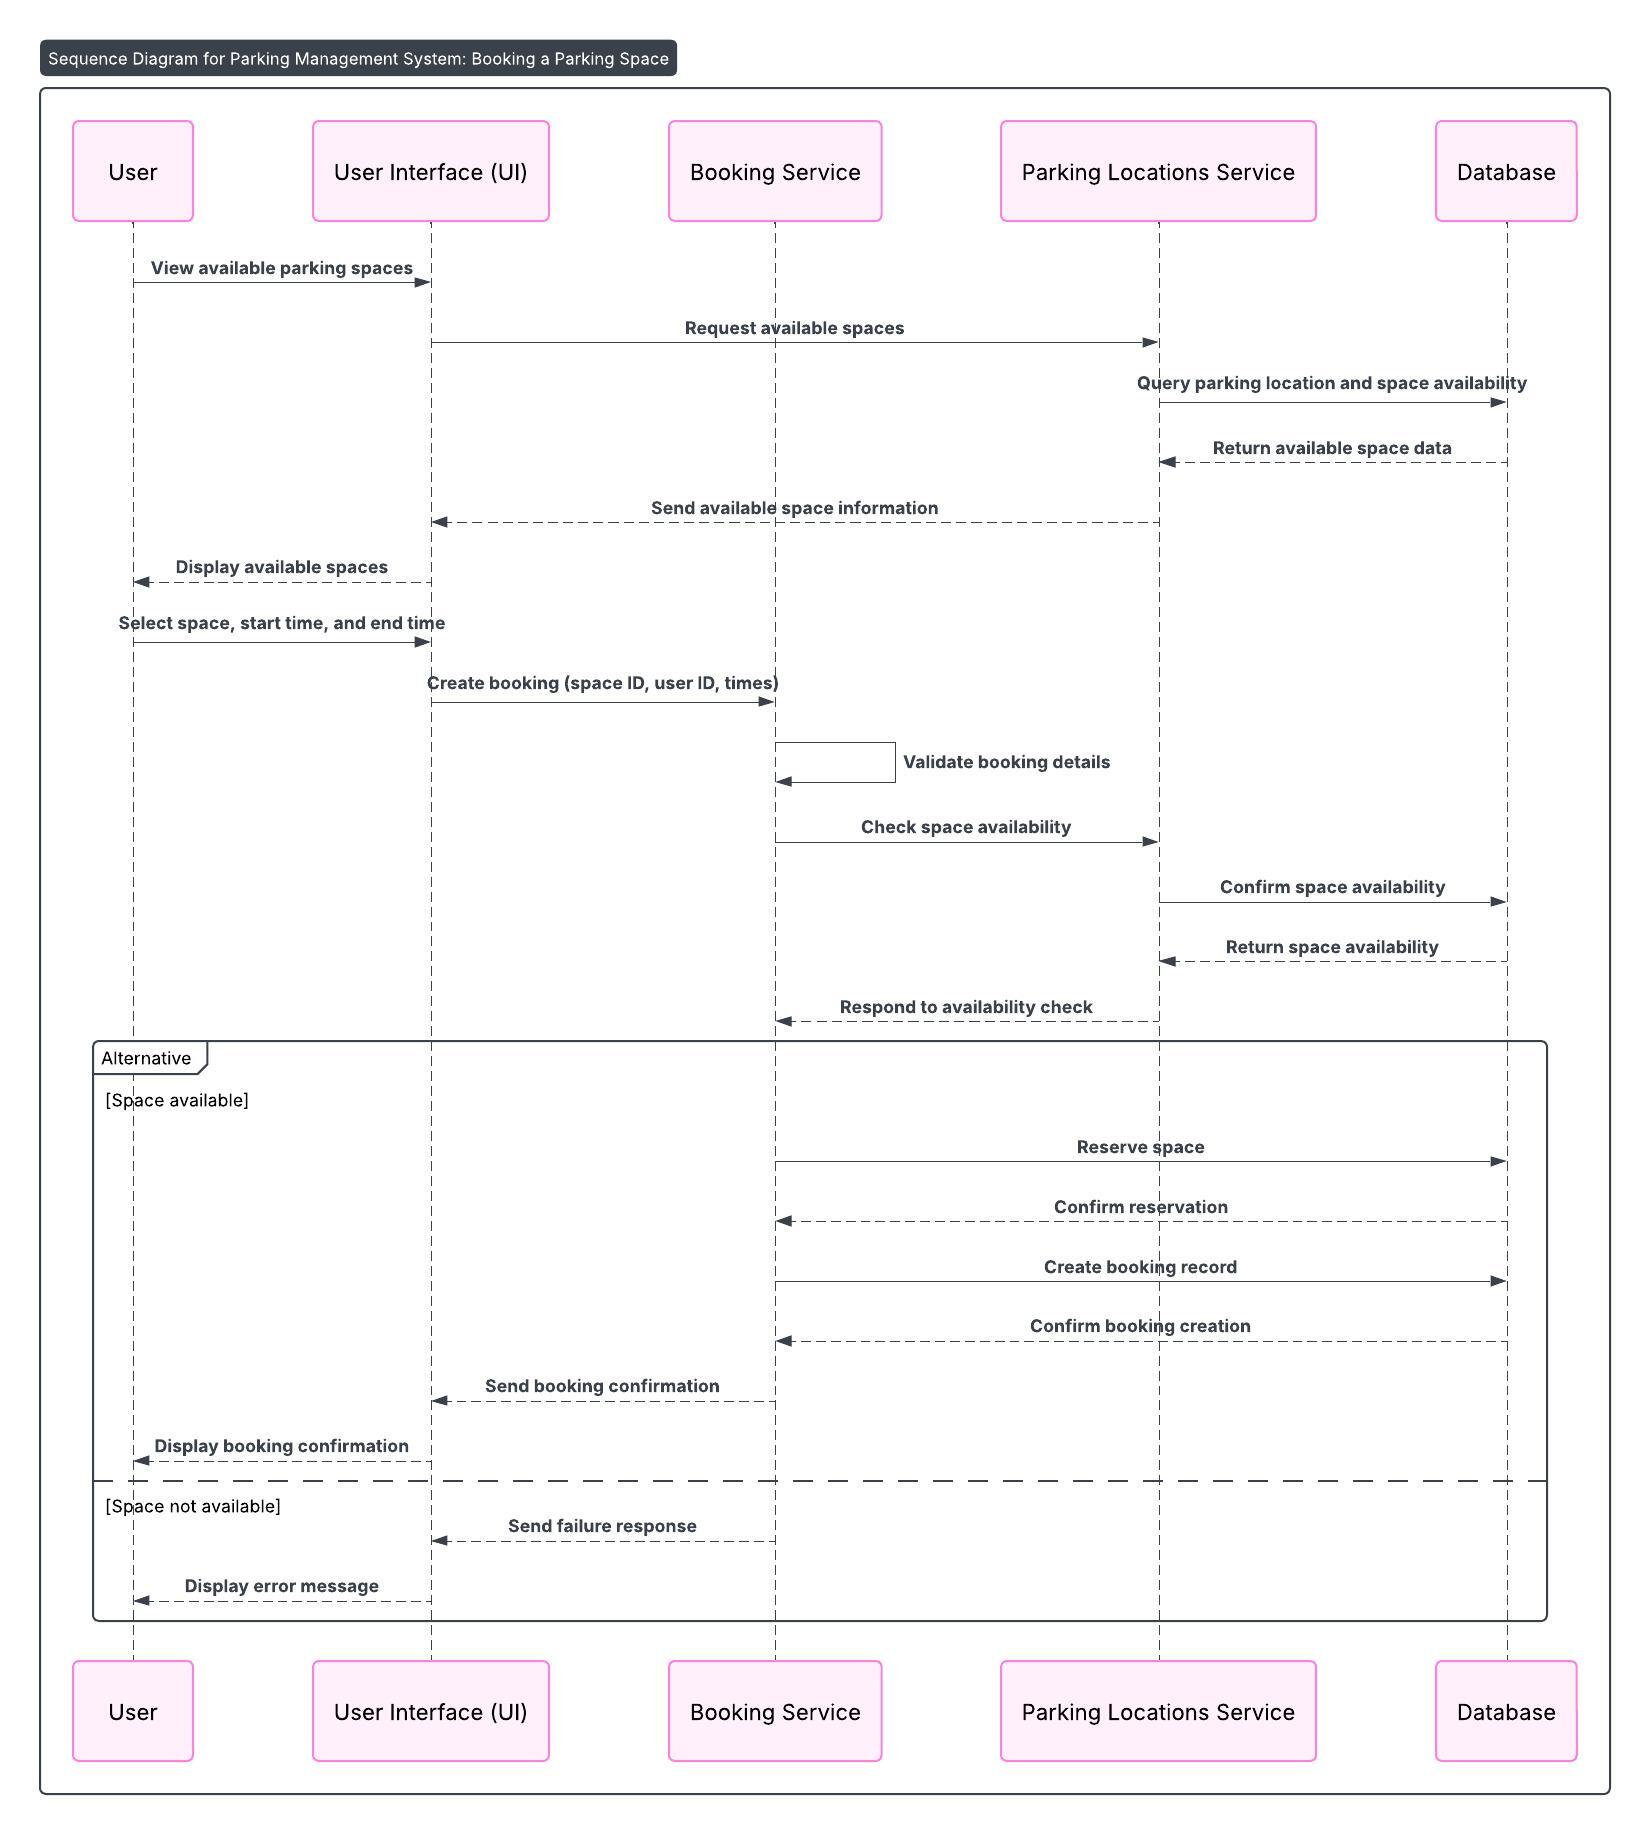 Sequence Diagram for Parking Management System: Booking a Parking Space
User
User Interface (UI)
Booking Service
Parking Locations Service
Database
View available parking spaces
Request available spaces
Query parking location and space availability
Return available space data
Send available space information
Display available spaces
Select space, start time, and end time
Create booking (space ID, user ID, times)
Validate booking details
Check space availability
Confirm space availability
Return space availability
Respond to availability check
Alternative
[Space available]
Reserve space
Confirm reservation
Create booking record
Confirm booking creation
Send booking confirmation
Display booking confirmation
[Space not available]
Send failure response
Display error message
User
User Interface (UI)
Booking Service
Parking Locations Service
Database